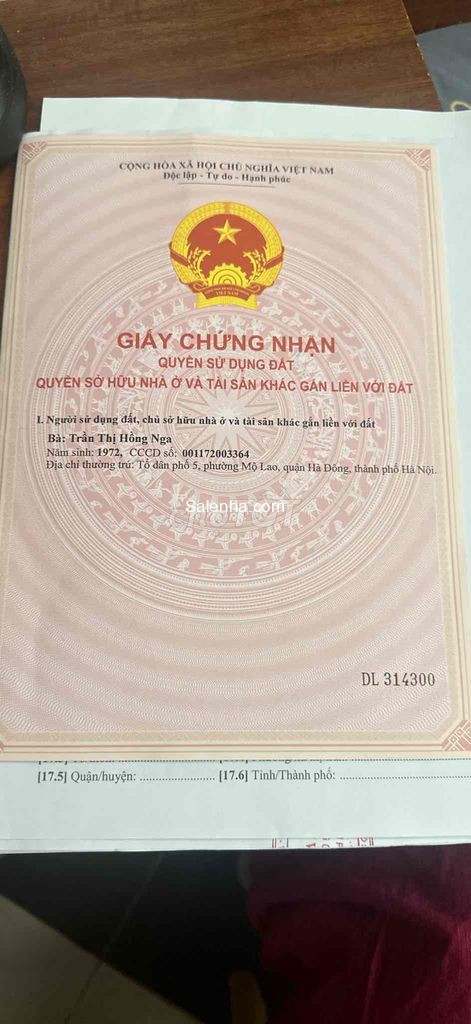 CỘNG HÒA XÃ HỘI CHỦ NGHĨA VIỆT NAM
Độc lập - Tự do - Hạnh phúc
VIỆT NAM
GIẤY CHỨNG NHẬN
QUYỀN SỬ DỤNG ĐẤT
QUYỀN SỞ HỮU NHÀ Ở VÀ TÀI SẢN KHÁC GẮN LIỀN VỚI ĐẤT
I. Người sử dụng đất, chủ sở hữu nhà ở và tài sản khác gắn liền với đất
Bà: Trần Thị Hồng Nga
Năm sinh: 1972, CCCD số: 001172003364
Địa chỉ thường trú: Tổ dân phố 5, phường Mộ Lao, quận Hà Đông, thành phố Hà Nội.
Salenha.com
DL 314300
[17.5] Quận/huyện: ........................ [17.6] Tỉnh/Thành phố: ........................